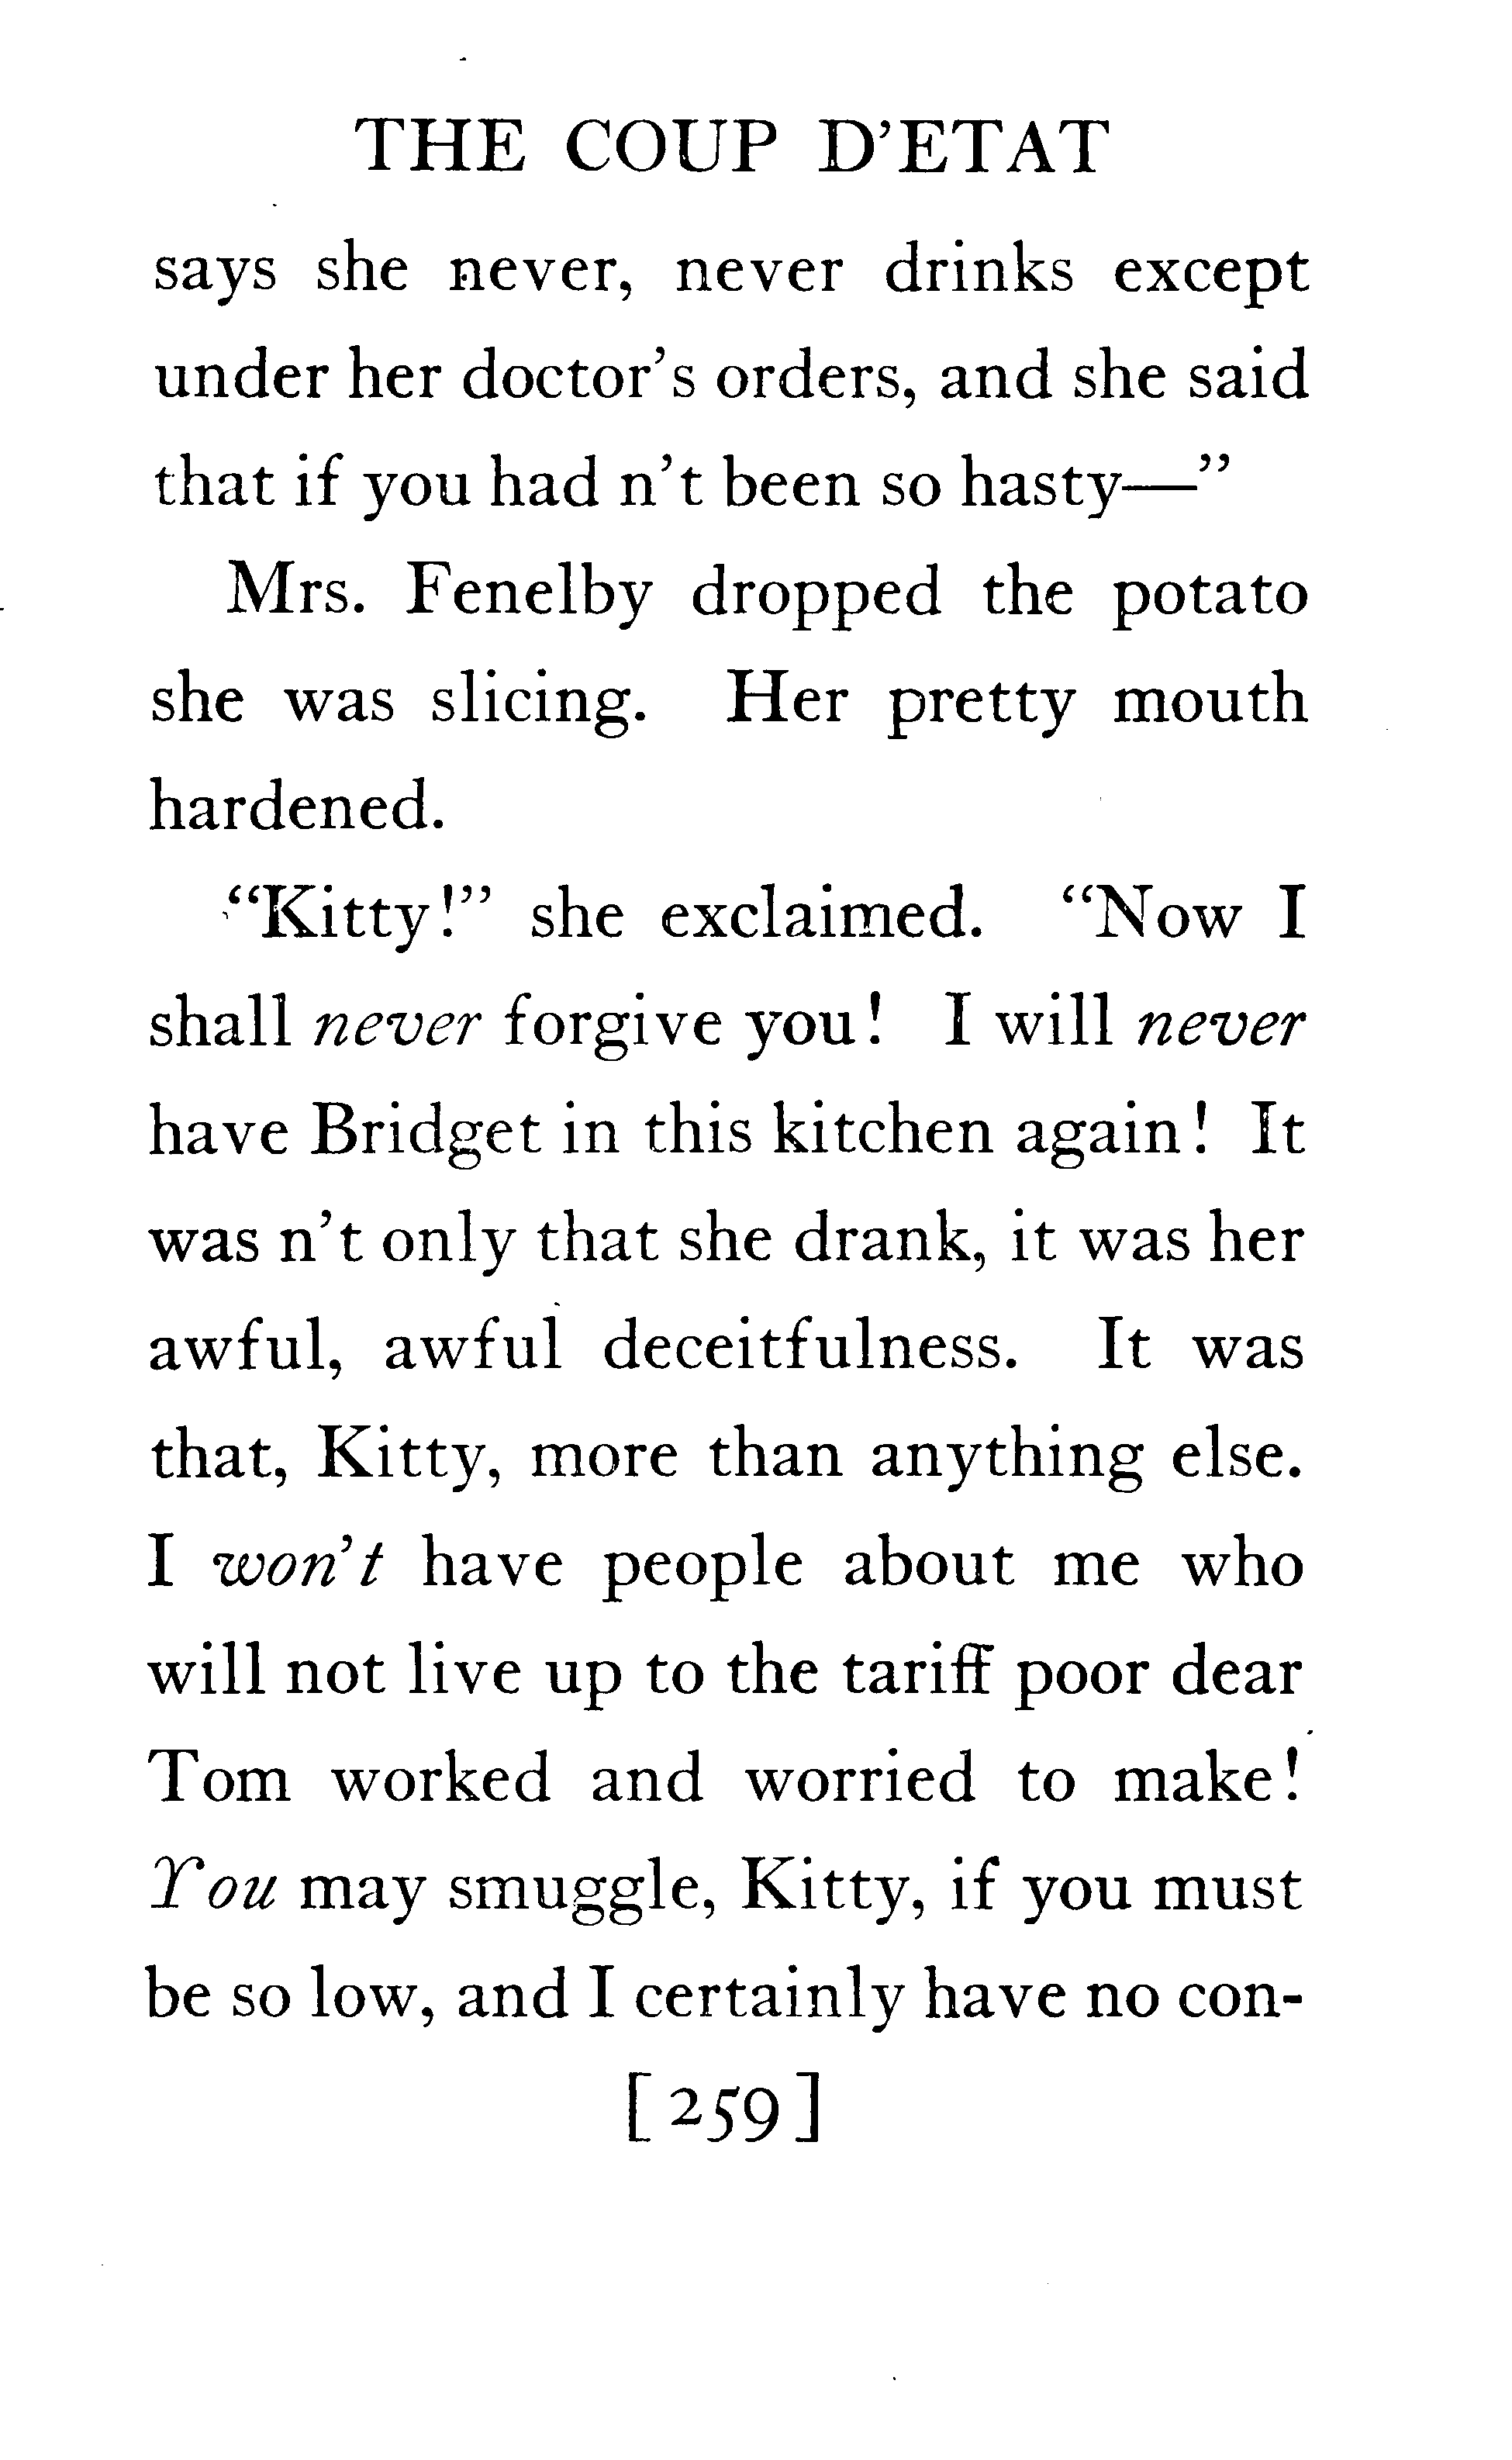 THE COUP D'ETAT
says she never, never drinks except
under her doctor's orders, and she said
that if you had n't been so hasty—"
Mrs. Fenelby dropped the potato
she was slicing. Her pretty mouth
hardened.
"Kitty!" she exclaimed. "Now I
shall never forgive you! I will never
have Bridget in this kitchen again! It
was n't only that she drank, it was her
awful, awful deceitfulness. It was
that, Kitty, more than anything else.
I won't have people about me who
will not live up to the tariff poor dear
Tom worked and worried to make!
You may smuggle, Kitty, if you must
be so low, and I certainly have no con-
[259]